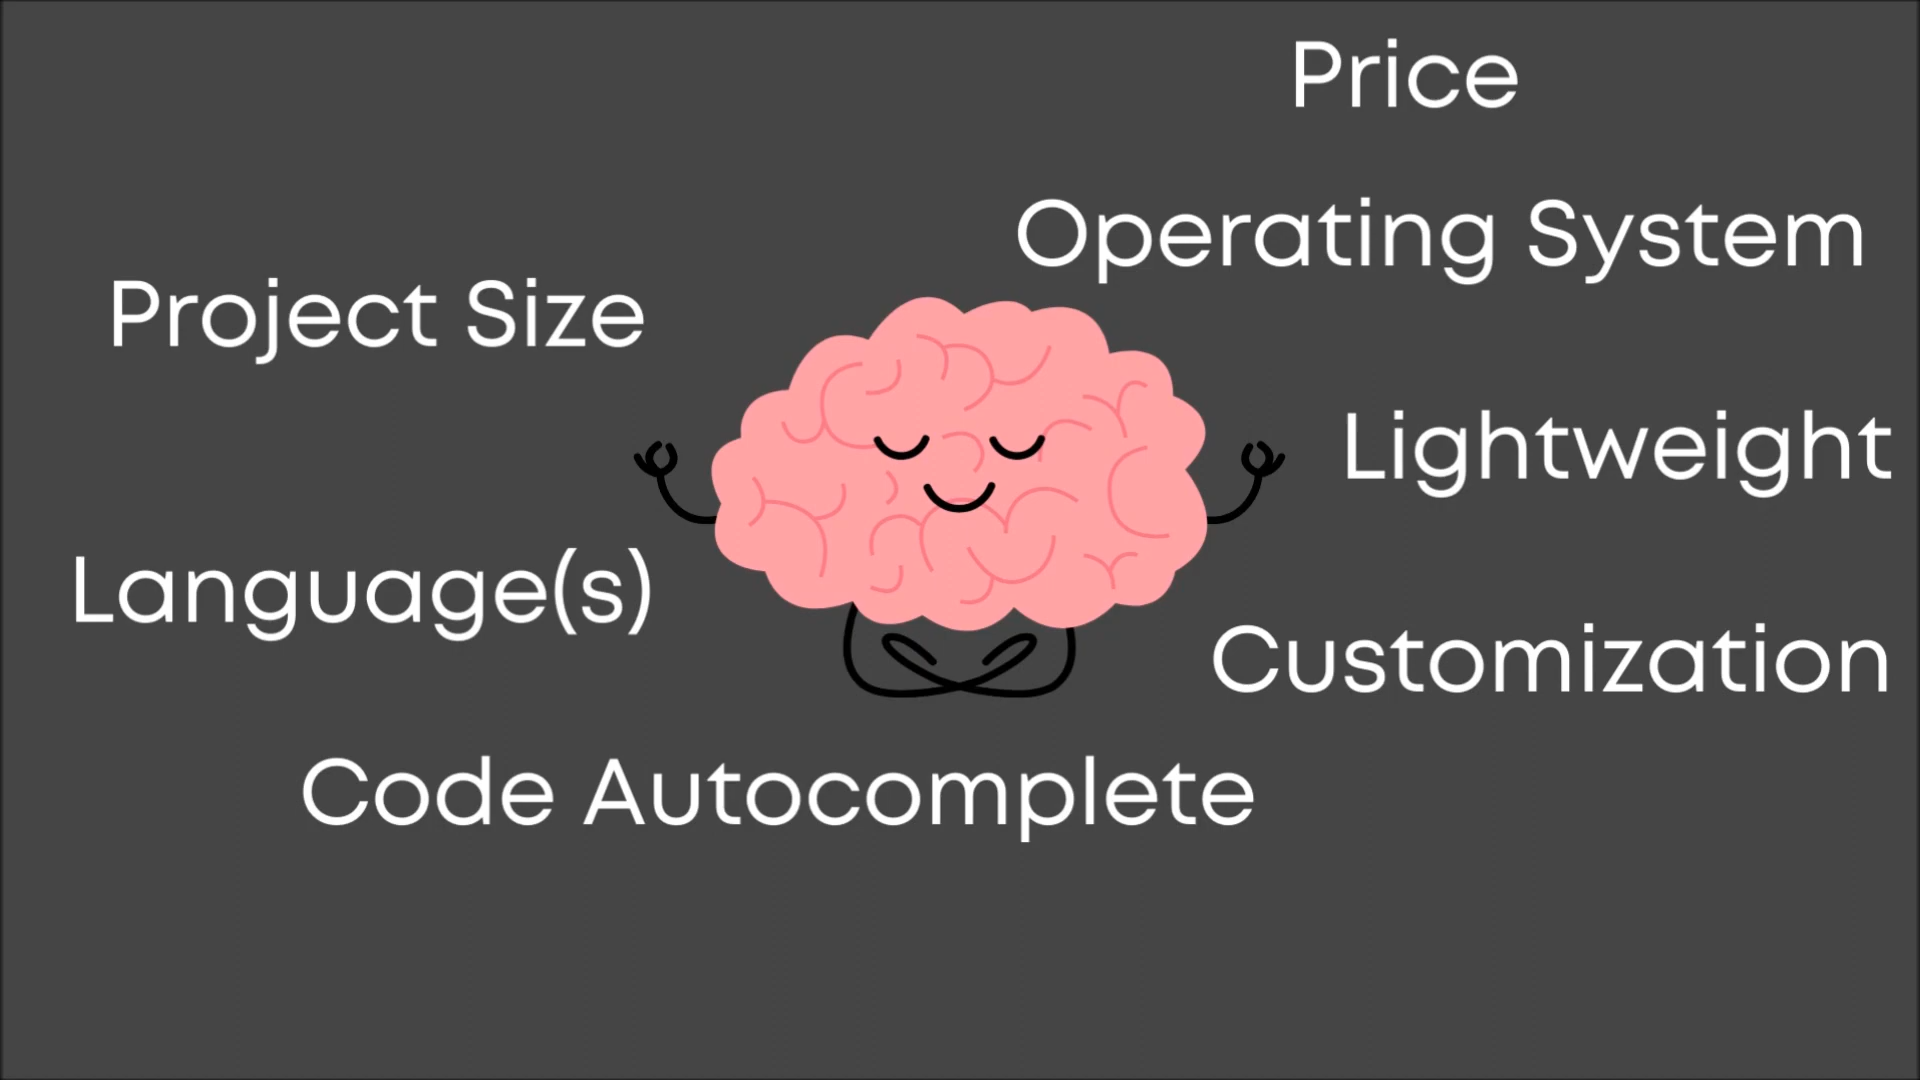 Price
Operating System
Project Size
Lightweight
Language(s)
Customization
Code Autocomplete